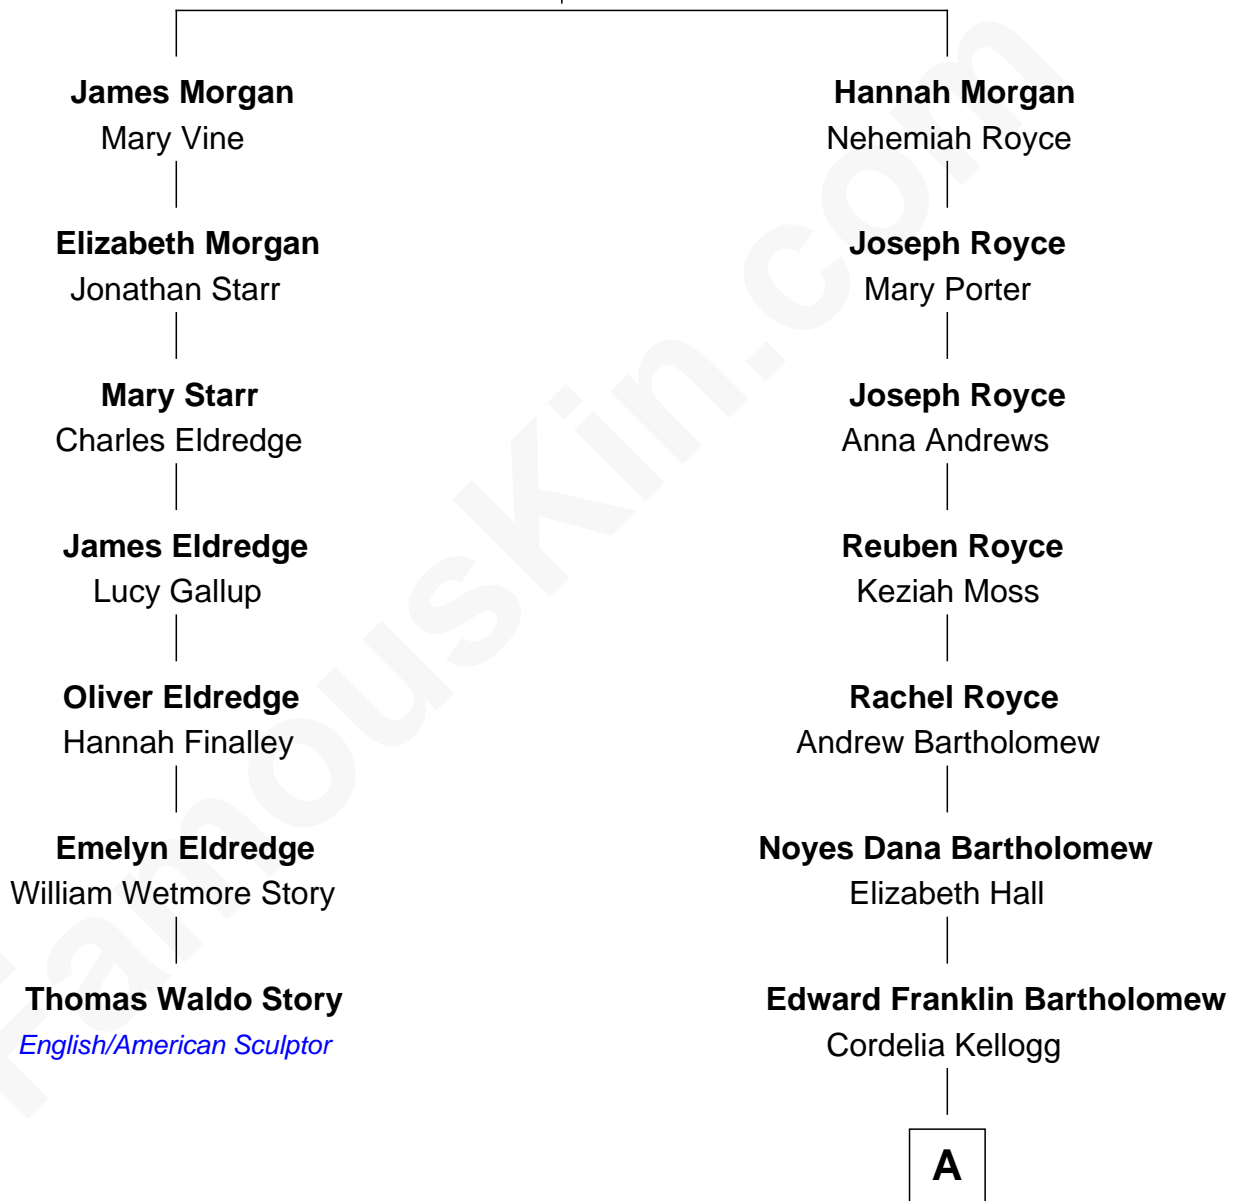 James Morgan
Mary Vine
Elizabeth Morgan
Jonathan Starr
Mary Starr
Charles Eldredge
James Eldredge
Lucy Gallup
Oliver Eldredge
Hannah Finalley
Emelyn Eldredge
William Wetmore Story
Thomas Waldo Story
English/American Sculptor
Hannah Morgan
Nehemiah Royce
Joseph Royce
Mary Porter
Joseph Royce
Anna Andrews
Reuben Royce
Keziah Moss
Rachel Royce
Andrew Bartholomew
Noyes Dana Bartholomew
Elizabeth Hall
Edward Franklin Bartholomew
Cordelia Kellogg
A
FamousKin.com